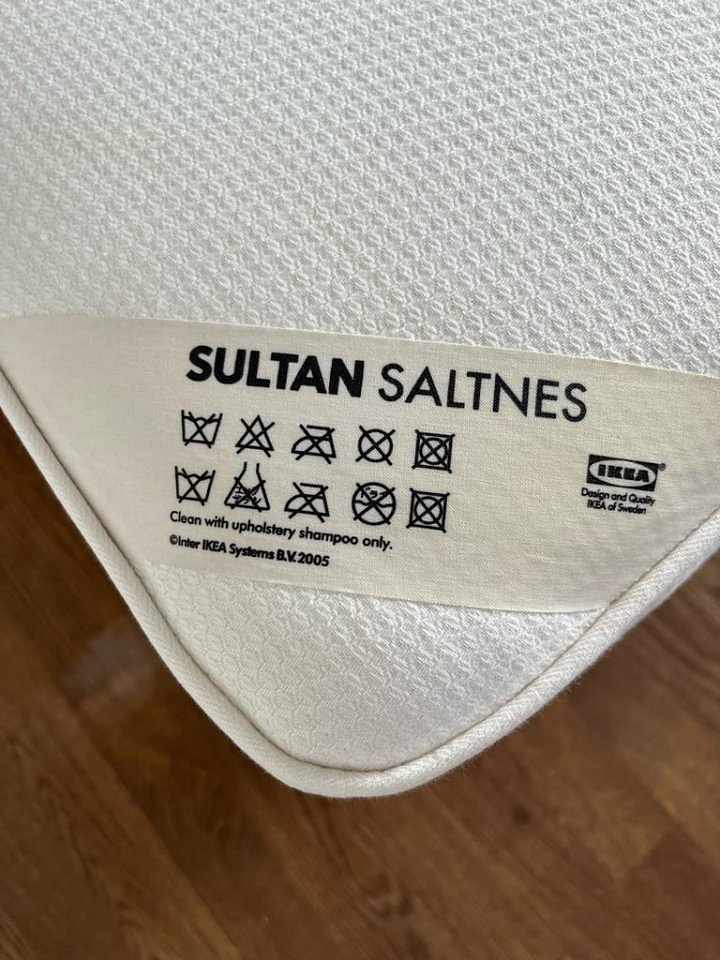 SULTAN SALTNES
IKEA®
Design and Quality
IKEA of Sweden
Clean with upholstery shampoo only.
©Inter IKEA Systems B.V. 2005